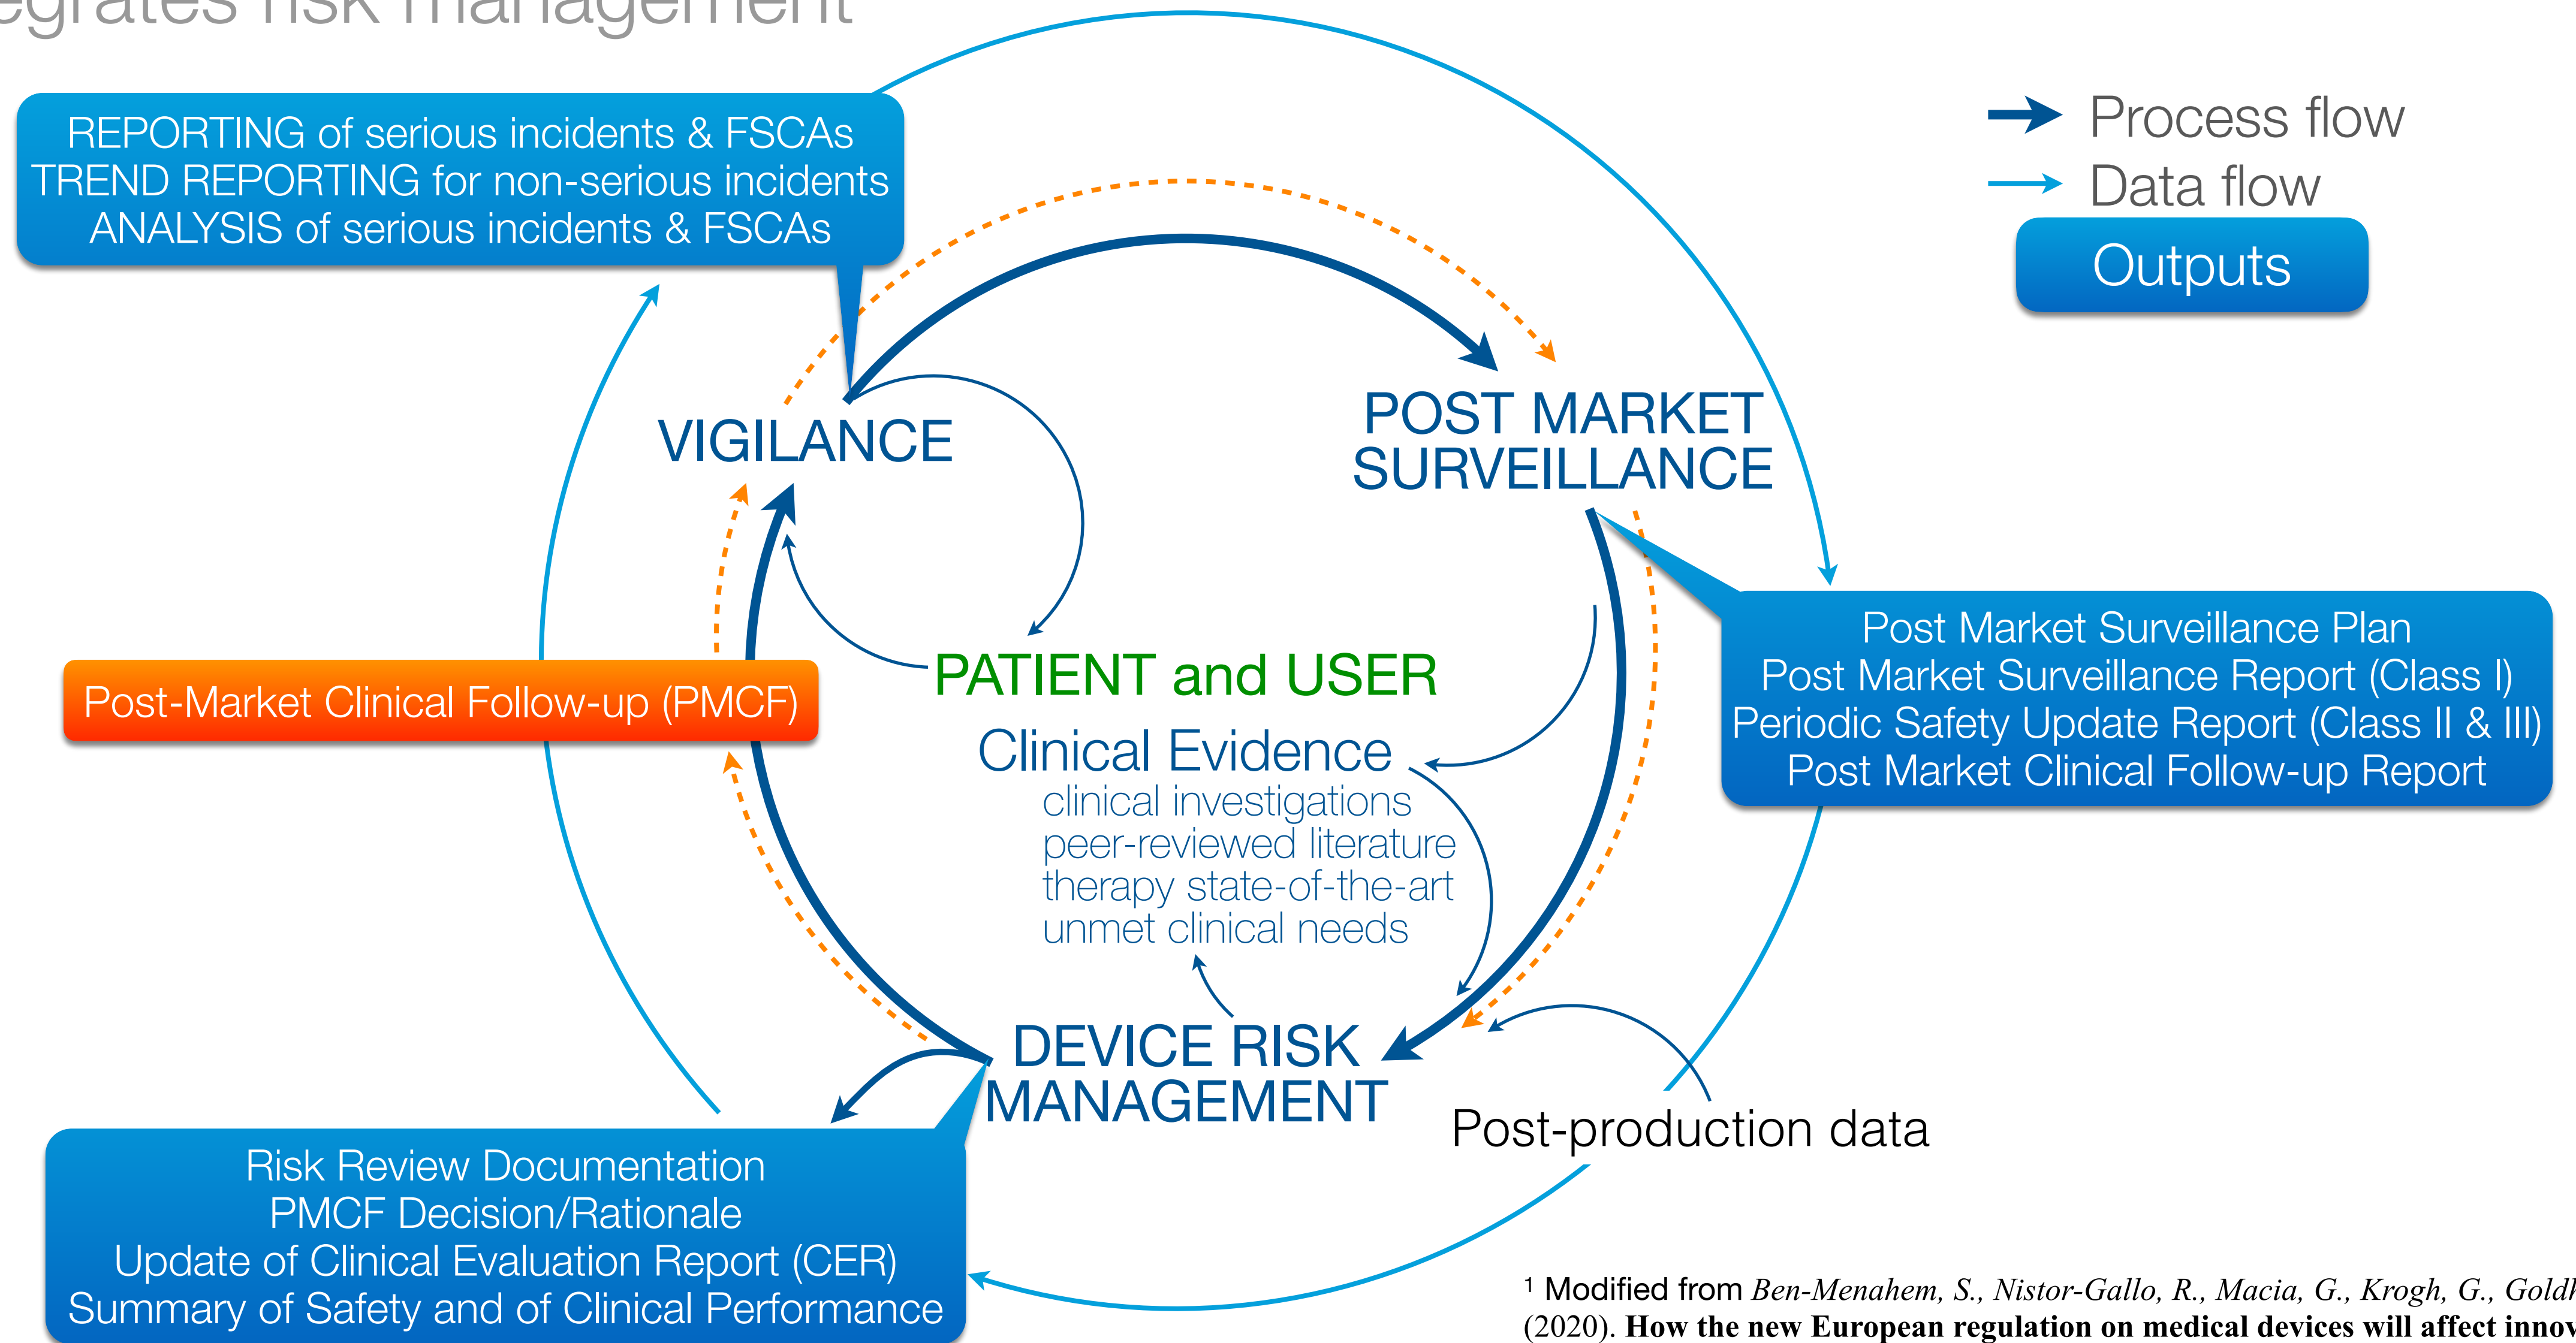 risk management
REPORTING of serious incidents & FSCAs
TREND REPORTING for non-serious incidents
ANALYSIS of serious incidents & FSCAs
Process flow
Data flow
Outputs
VIGILANCE
POST MARKET
SURVEILLANCE
Post-Market Clinical Follow-up (PMCF)
PATIENT and USER
Clinical Evidence
clinical investigations
peer-reviewed literature
therapy state-of-the-art
unmet clinical needs
Post Market Surveillance Plan
Post Market Surveillance Report (Class I)
Periodic Safety Update Report (Class II & III)
Post Market Clinical Follow-up Report
DEVICE RISK
MANAGEMENT
Post-production data
Risk Review Documentation
PMCF Decision/Rationale
Update of Clinical Evaluation Report (CER)
Summary of Safety and of Clinical Performance
1 Modified from Ben-Menahem, S., Nistor-Gallo, R., Macia, G., Krogh, G.,
(2020). How the new European regulation on medical devices will affect